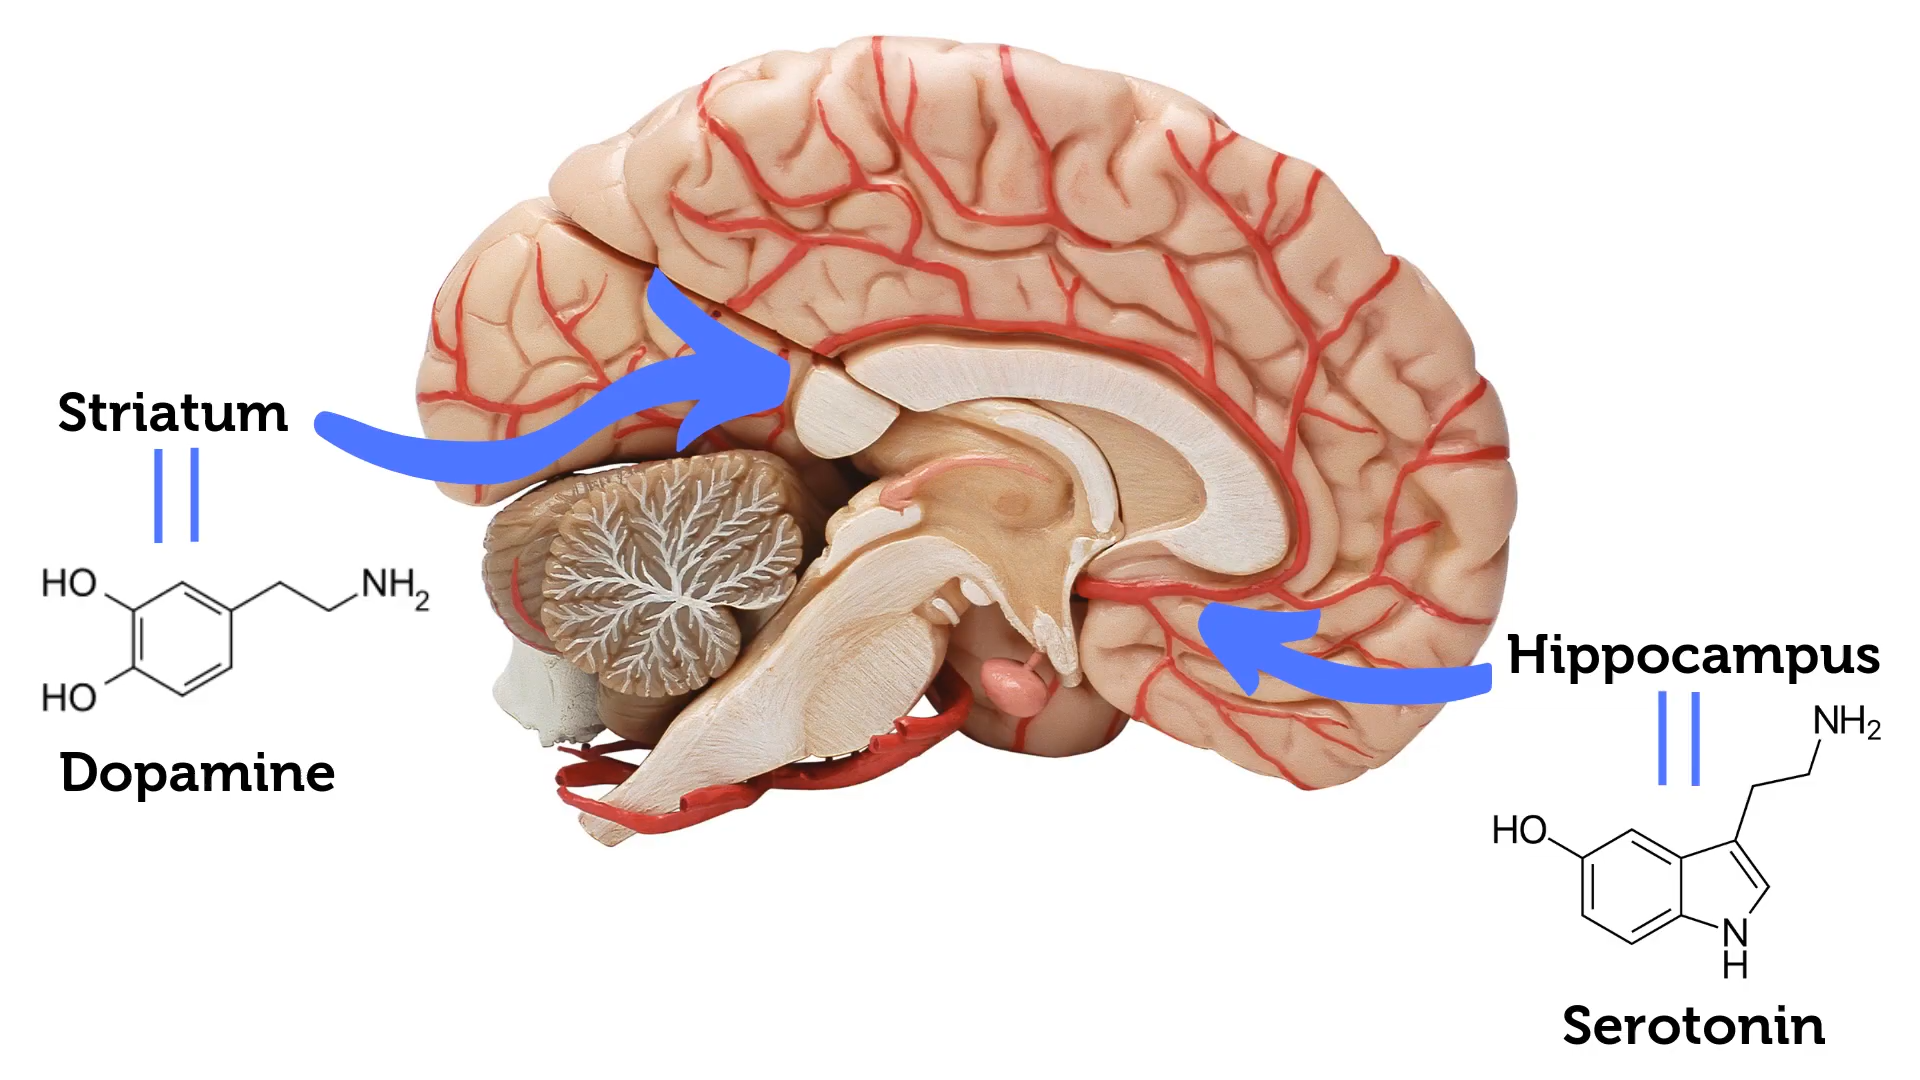 Striatum
HO
NH₂
HO
Dopamine
Hippocampus
NH₂
HO
N
H
Serotonin